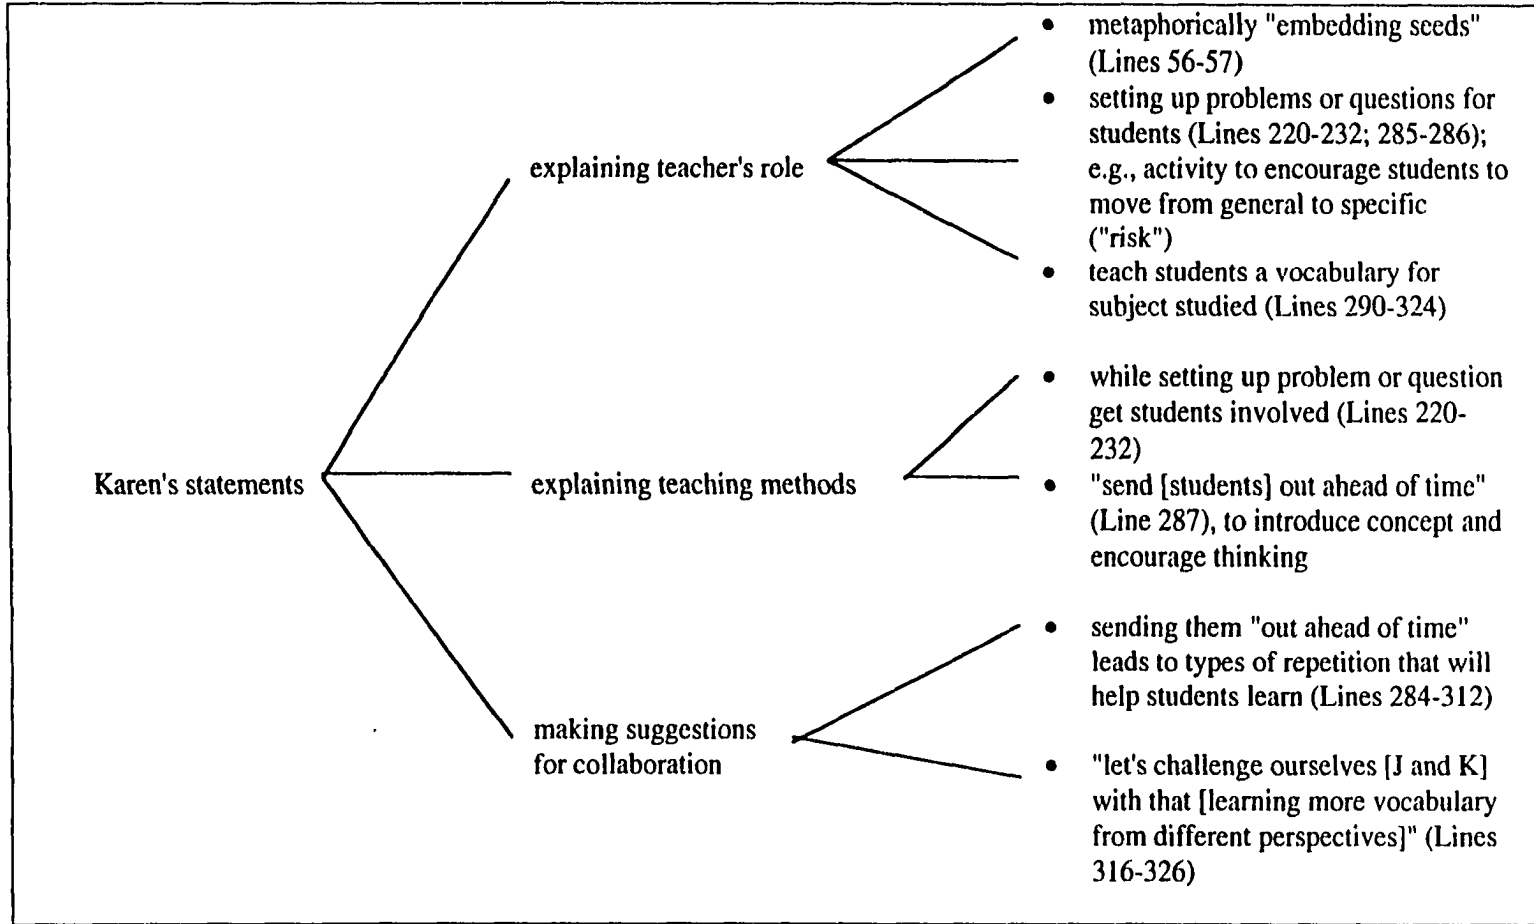 • metaphorically "embedding seeds"
(Lines 56-57)
• setting up problems or questions for
students (Lines 220-232; 285-286);
e.g., activity to encourage students to
move from general to specific
("risk")
• teach students a vocabulary for
subject studied (Lines 290-324)
explaining teacher's role
• while setting up problem or question
get students involved (Lines 220-
232)
• "send [students] out ahead of time"
(Line 287), to introduce concept and
encourage thinking
Karen's statements
explaining teaching methods
• sending them "out ahead of time"
leads to types of repetition that will
help students learn (Lines 284-312)
• "let's challenge ourselves [J and K]
with that [learning more vocabulary
from different perspectives]" (Lines
316-326)
making suggestions
for collaboration